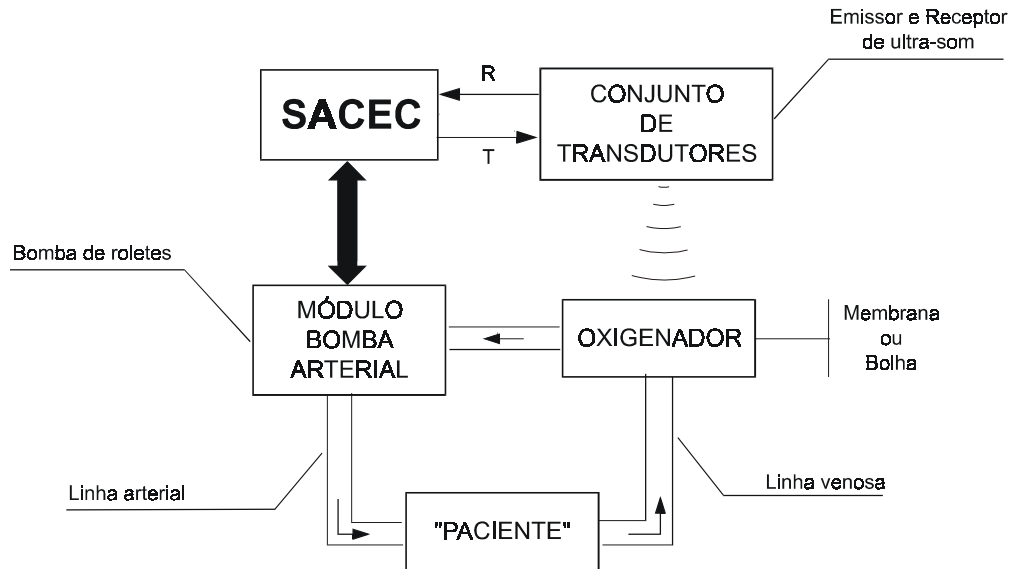 Emissor e Receptor
de ultra-som
SACEC
R
T
CONJUNTO
DE
TRANSDUTORES
Bomba de roletes
MÓDULO
BOMBA
ARTERIAL
OXIGENADOR
Membrana
ou
Bolha
Linha arterial
"PACIENTE"
Linha venosa